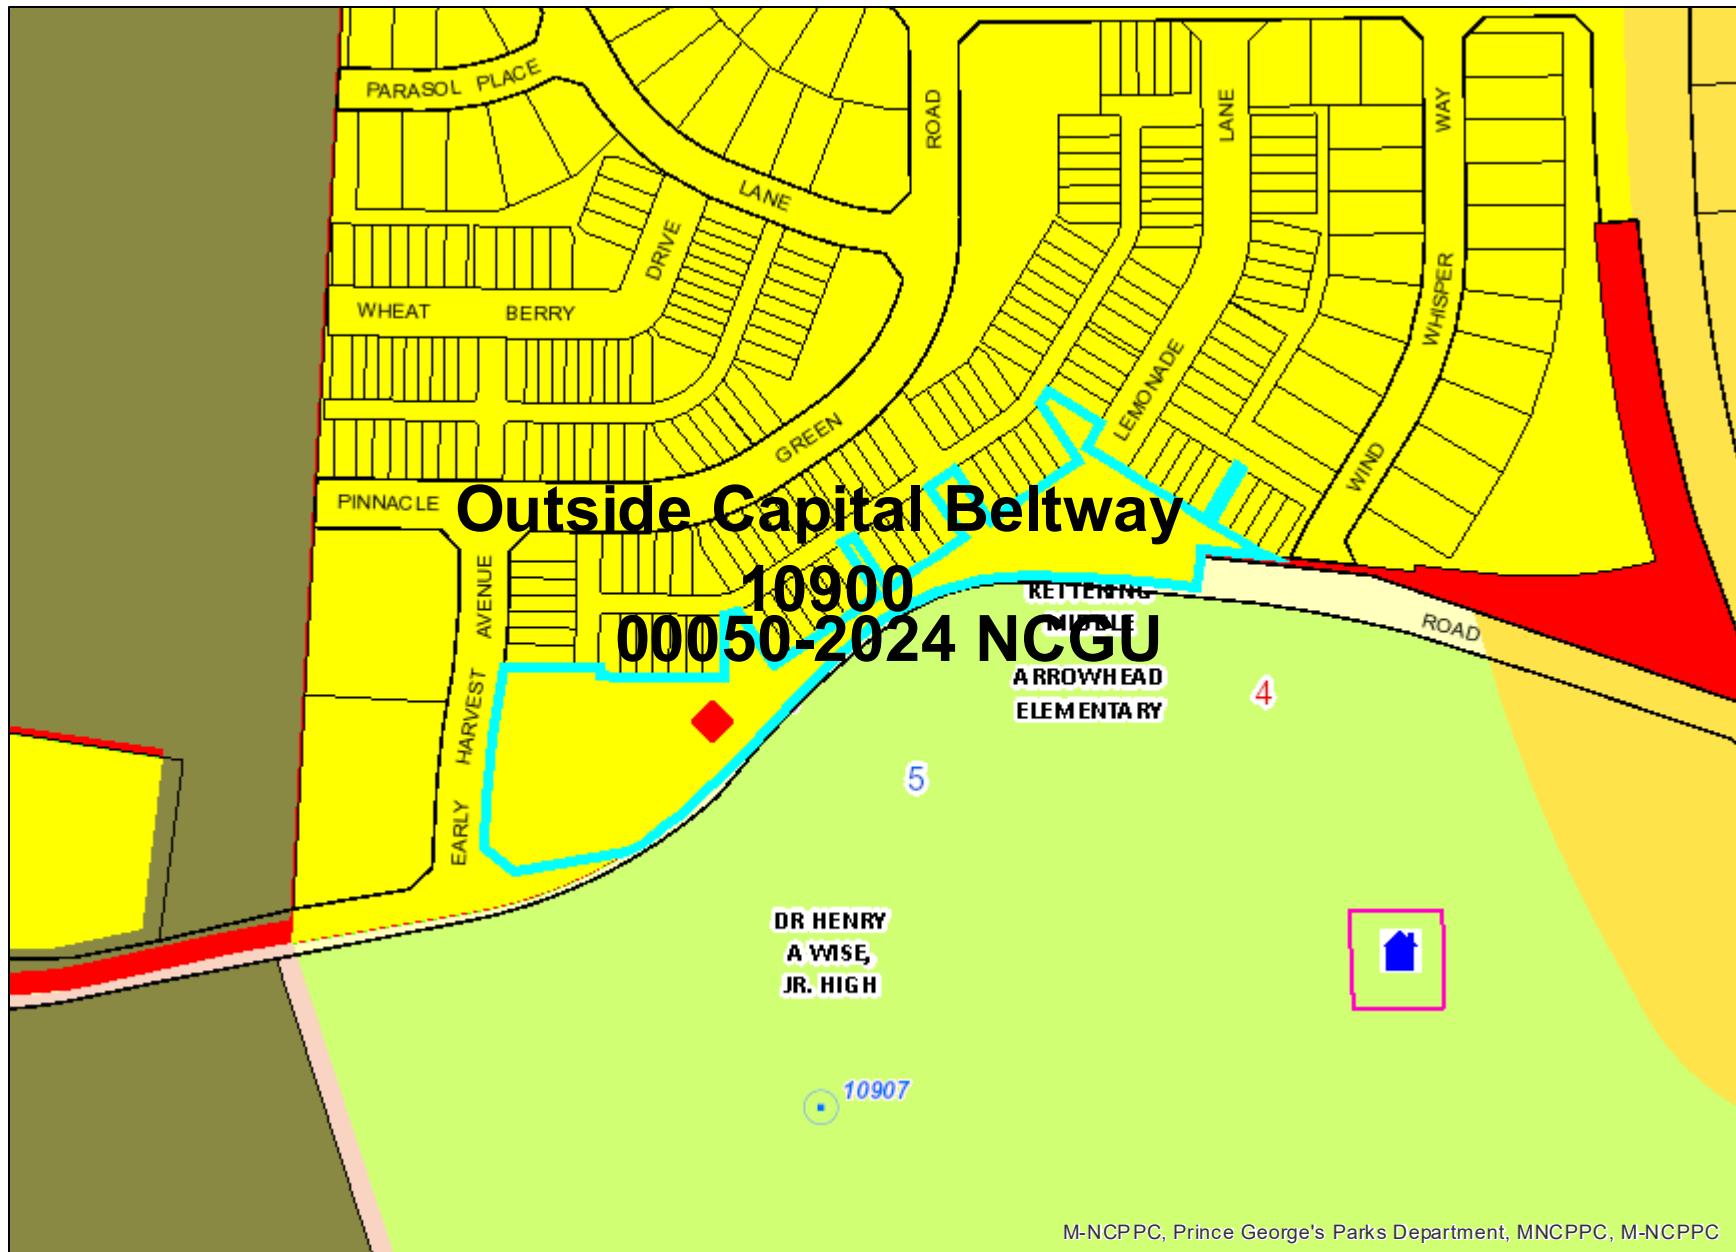 PARASOL PLACE
ROAD
LANE
WAY
LANE
DRIVE
WHEAT BERRY
WHISPER
LEMONADE
GREEN
WIND
PINNACLE
Outside Capital Beltway
10900
00050-2024 NCGU
AVENUE
HARVEST
EARLY
KETTERING
MIDDLE
ROAD
ARROWHEAD
ELEMENTARY
4
5
DR HENRY
A WISE,
JR. HIGH
10907
M-NCPPC, Prince George's Parks Department, MNCPPC, M-NCPPC